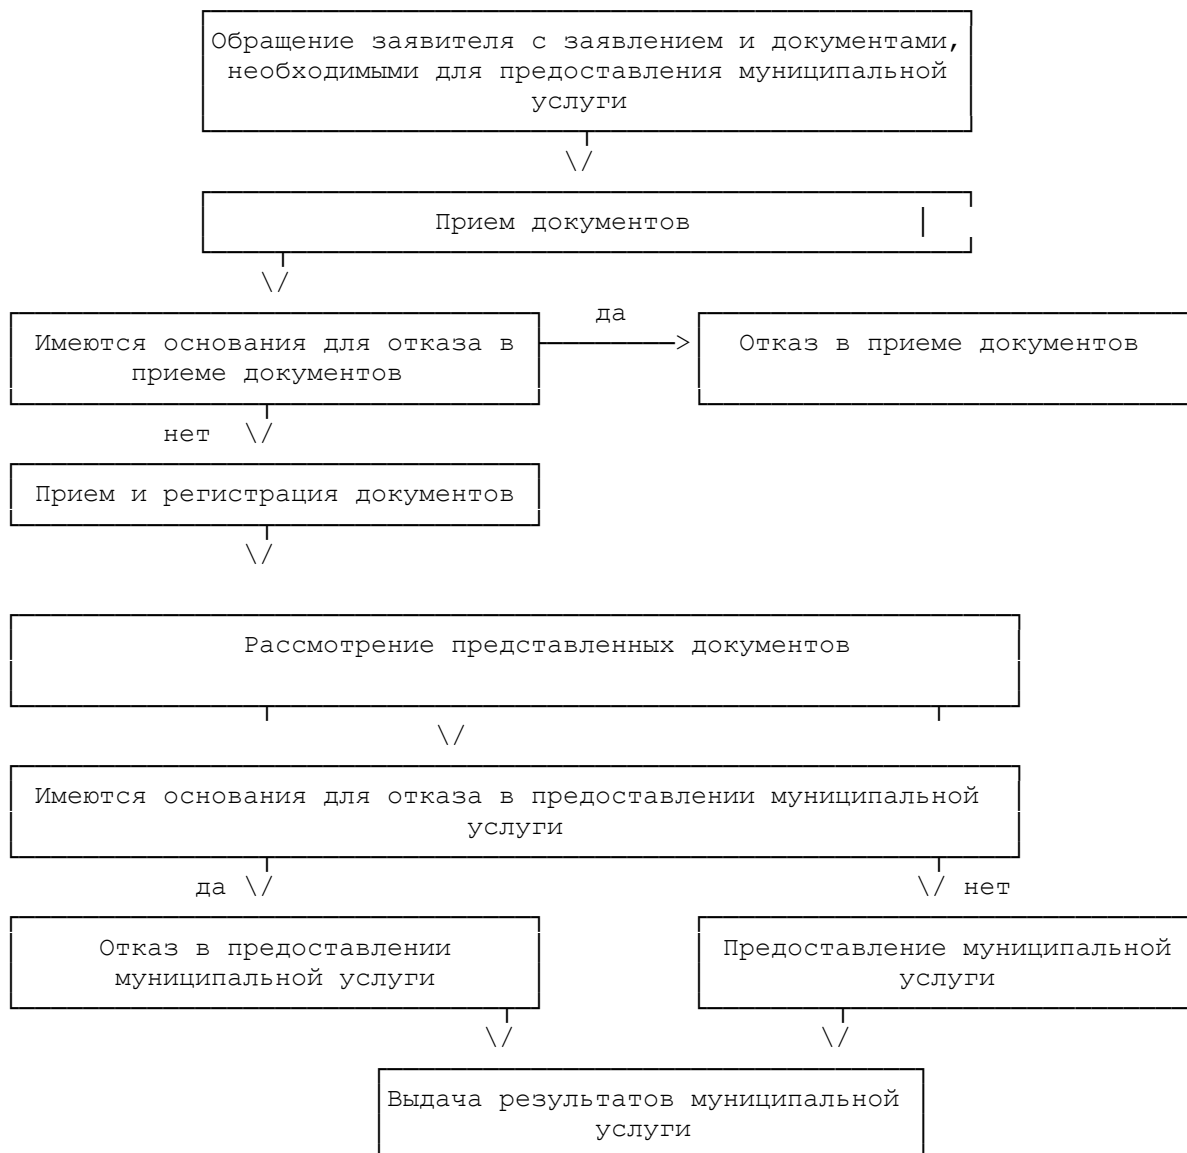 Обращение заявителя с заявлением и документами,
необходимыми для предоставления муниципальной
услуги
\/
Прием документов
\/
да
Имеются основания для отказа в
приеме документов
>
Отказ в приеме документов
нет \/
Прием и регистрация документов
\/
Рассмотрение представленных документов
\/
Имеются основания для отказа в предоставлении муниципальной
услуги
да \/
\/ нет
Отказ в предоставлении
муниципальной услуги
Предоставление муниципальной
услуги
\/ \/
Выдача результатов муниципальной
услуги